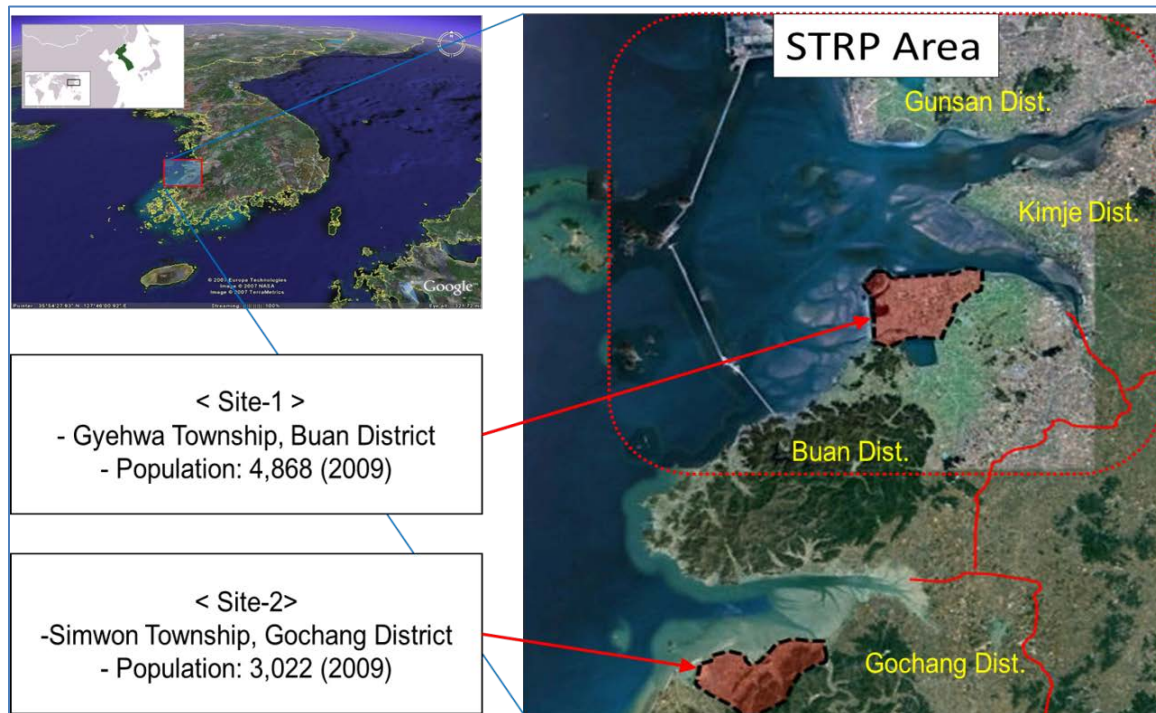 STRP Area
Gunsan Dist.
Kimje Dist.
Buan Dist.
Gochang Dist.
Google
< Site-1 >
- Gyehwa Township, Buan District
- Population: 4,868 (2009)
< Site-2>
-Simwon Township, Gochang District
- Population: 3,022 (2009)